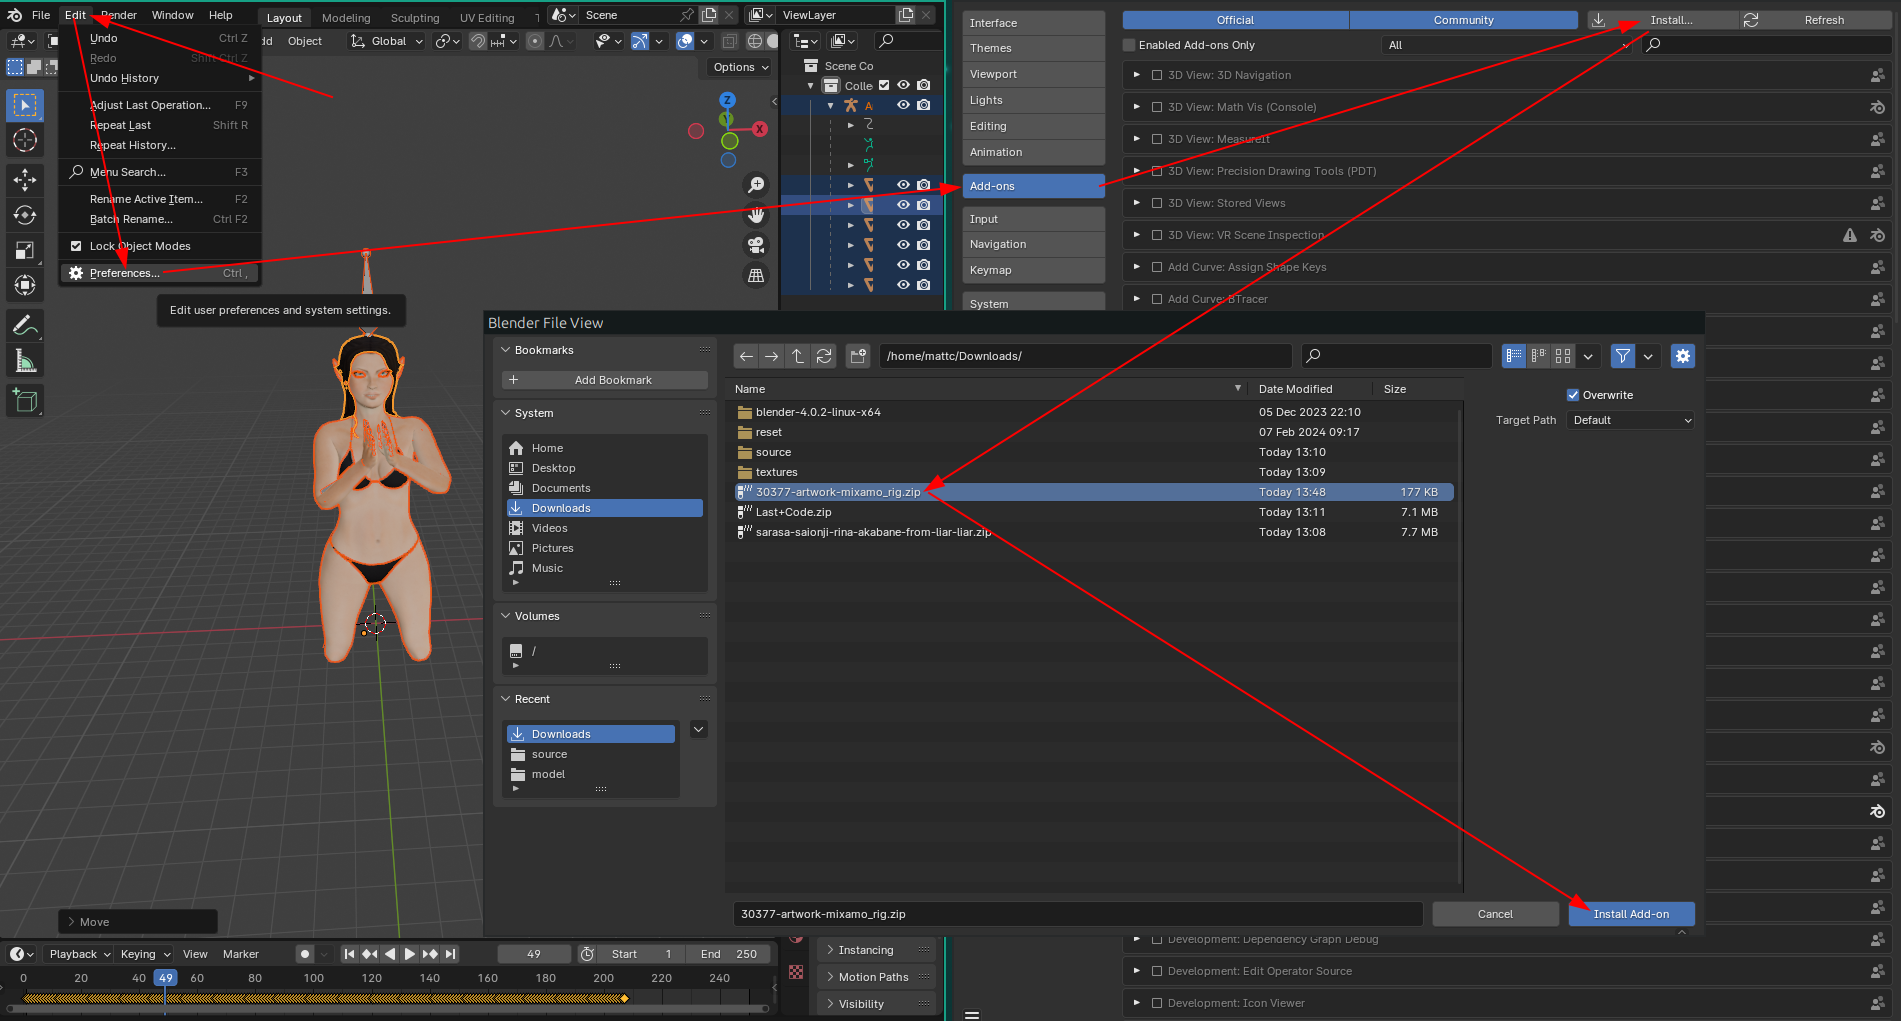 File Edit Render Window Help Layout Modeling Sculpting UV Editing Scene ViewLayer
Object Global
Options
Undo Ctrl Z
Redo Shift Ctrl Z
Undo History
Adjust Last Operation... F9
Repeat Last Shift R
Repeat History...
Menu Search... F3
Rename Active Item... F2
Batch Rename... Ctrl F2
Lock Object Modes
Preferences... Ctrl ,
Edit user preferences and system settings.
Z
Y
X
Scene Co
Colle
A
Move
Playback Keying View Marker 49 Start 1 End 250
0 20 40 49 60 80 100 120 140 160 180 200 220 240
Instancing
Motion Paths
Visibility
Interface
Themes
Viewport
Lights
Editing
Animation
Add-ons
Input
Navigation
Keymap
System
Official Community Install... Refresh
Enabled Add-ons Only All
3D View: 3D Navigation
3D View: Math Vis (Console)
3D View: MeasureIt
3D View: Precision Drawing Tools (PDT)
3D View: Stored Views
3D View: VR Scene Inspection
Add Curve: Assign Shape Keys
Add Curve: BTracer
Blender File View
Bookmarks
Add Bookmark
System
Home
Desktop
Documents
Downloads
Videos
Pictures
Music
Volumes
/
Recent
Downloads
source
model
/home/mattc/Downloads/
Name Date Modified Size
blender-4.0.2-linux-x64 05 Dec 2023 22:10
reset 07 Feb 2024 09:17
source Today 13:10
textures Today 13:09
30377-artwork-mixamo_rig.zip Today 13:48 177 KB
Last+Code.zip Today 13:11 7.1 MB
sarasa-saionji-rina-akabane-from-liar-liar.zip Today 13:08 7.7 MB
Overwrite
Target Path Default
30377-artwork-mixamo_rig.zip Cancel Install Add-on
Development: Dependency Graph Debug
Development: Edit Operator Source
Development: Icon Viewer